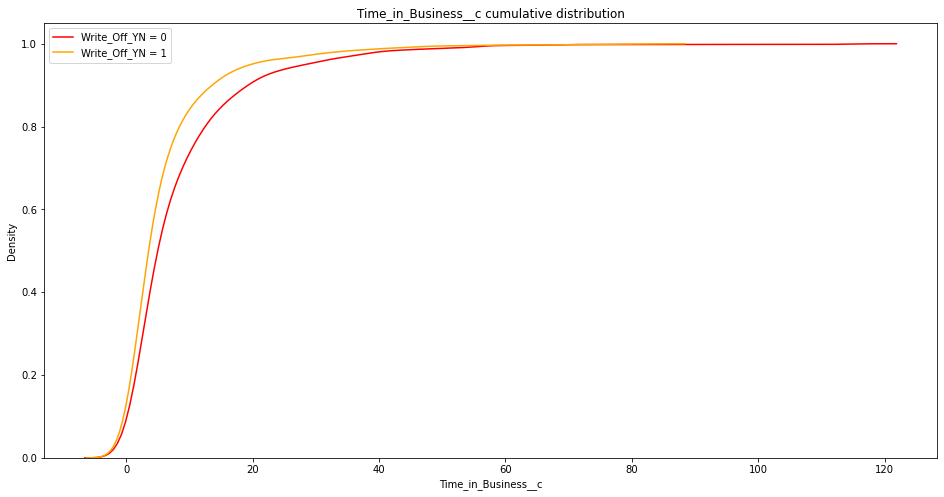 Time_in_Business__c cumulative distribution
Write_Off_YN = 0
Write_Off_YN = 1
1.0
0.8
0.6
0.4
0.2
0.0
Density
0
20
40
60
80
100
120
Time_in_Business__c